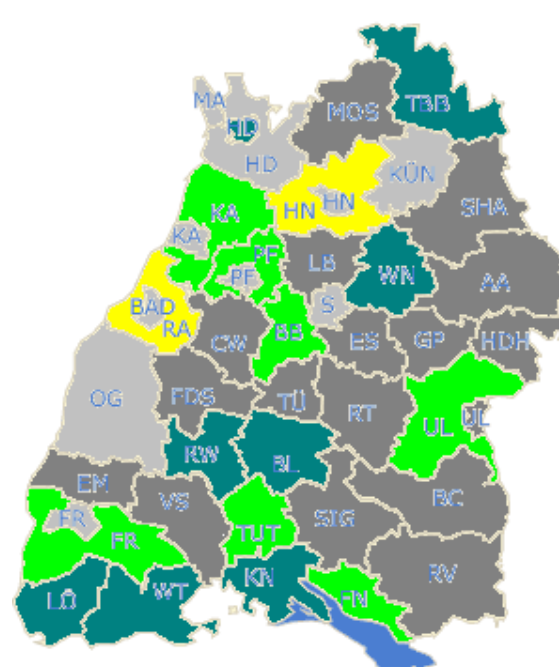 MA
TBB
MOS
HD
HD
KÜN
HN
HN
SHA
KA
KA
PF
PF
LB
WN
AA
BAD
RA
S
CW
BB
ES
GP
HDH
OG
FDS
TÜ
RT
UL
UL
RW
BL
EM
VS
BC
FR
FR
TUT
SIG
LÖ
WT
KN
FN
RV